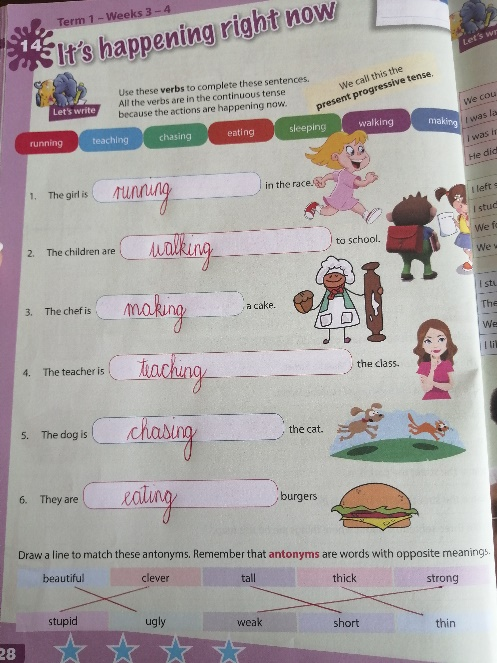 Term 1 – Weeks 3 – 4
14
It's happening right now
Let's write
Use these verbs to complete these sentences.
All the verbs are in the continuous tense
because the actions are happening now.
We call this the
present progressive tense.
running teaching chasing eating sleeping walking making
1. The girl is running in the race.
2. The children are walking to school.
3. The chef is making a cake.
4. The teacher is teaching the class.
5. The dog is chasing the cat.
6. They are eating burgers
Draw a line to match these antonyms. Remember that antonyms are words with opposite meanings.
beautiful clever tall thick strong
stupid ugly weak short thin
28
Let's
We cou
I was la
I was
He did
I left s
I stud
We f
We v
I stu
The
We
I li